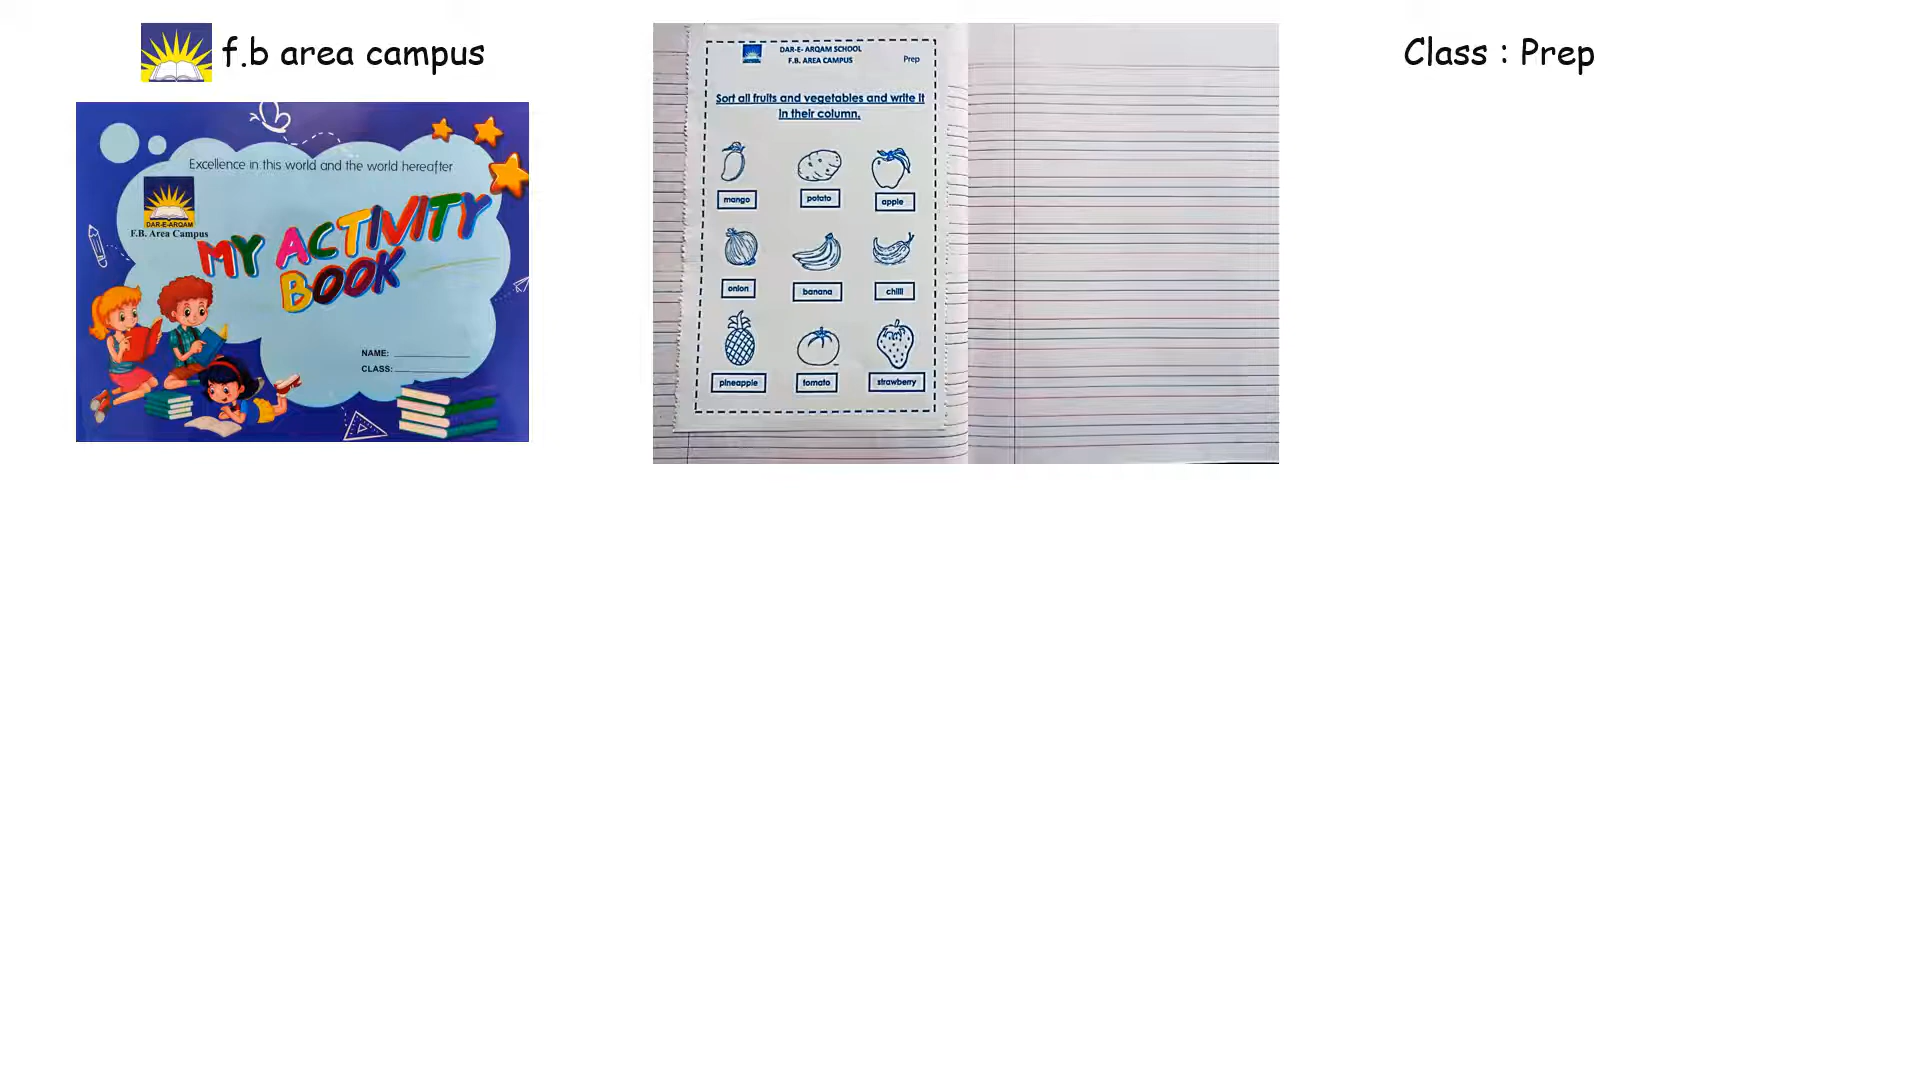 f.b area campus
Class : Prep
Excellence in this world and the world hereafter
DAR-E-ARQAM
F.B. Area Campus
MY ACTIVITY
BOOK
NAME:
CLASS:
DAR-E- ARQAM SCHOOL
F.B. AREA CAMPUS
Prep
Sort all fruits and vegetables and write it
in their column.
mango
potato
apple
onion
banana
chilli
pineapple
tomato
strawberry